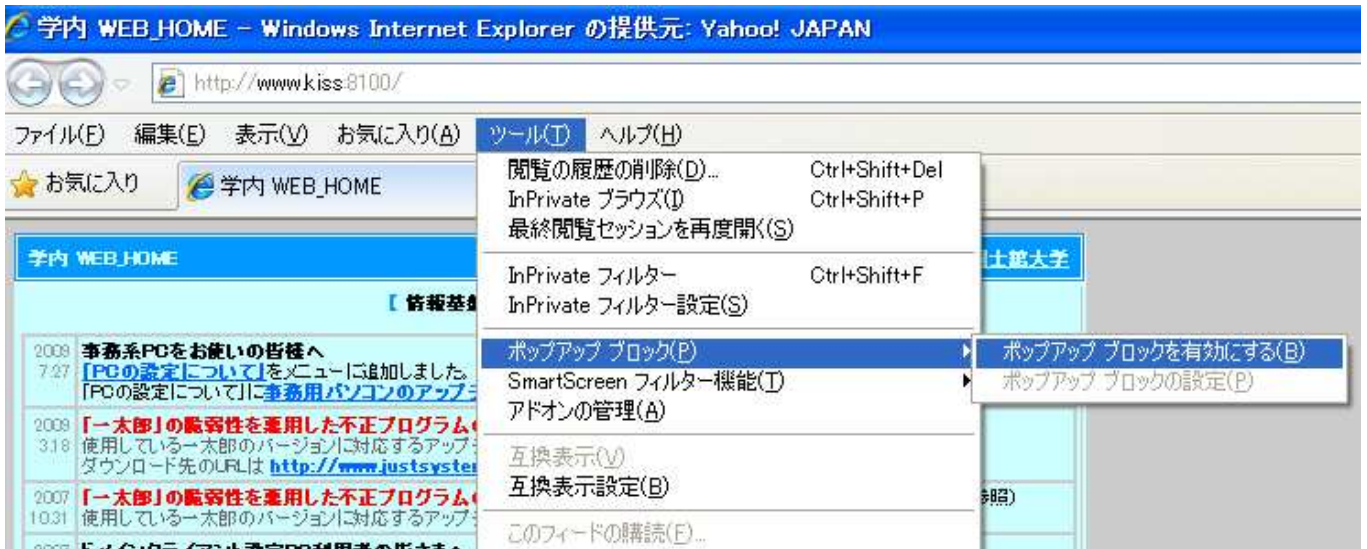 学内 WEB_HOME - Windows Internet Explorer の提供元: Yahoo! JAPAN
http://www.kiss:8100/
ファイル(F) 編集(E) 表示(V) お気に入り(A) ツール(T) ヘルプ(H)
お気に入り 学内 WEB_HOME
閲覧の履歴の削除(D)... Ctrl+Shift+Del
InPrivate ブラウズ(I) Ctrl+Shift+P
最終閲覧セッションを再度開く(S)
InPrivate フィルター Ctrl+Shift+F
InPrivate フィルター設定(S)
ポップアップ ブロック(P)
SmartScreen フィルター機能(T)
アドオンの管理(A)
互換表示(V)
互換表示設定(B)
このフィードの購読(F)...
ポップアップ ブロックを有効にする(B)
ポップアップ ブロックの設定(P)
学内 WEB_HOME 士舘大学
【 情報基盤
2009 事務系PCをお使いの皆様へ
7.27 「PCの設定について」をメニューに追加しました。
「PCの設定について」に事務用パソコンのアップデ
2009 「一太郎」の脆弱性を悪用した不正プログラムの
3.18 使用している一太郎のバージョンに対応するアップデ
ダウンロード先のURLは http://www.justsystem
2007 「一太郎」の脆弱性を悪用した不正プログラムの 参照)
10.31 使用している一太郎のバージョンに対応するアップデ